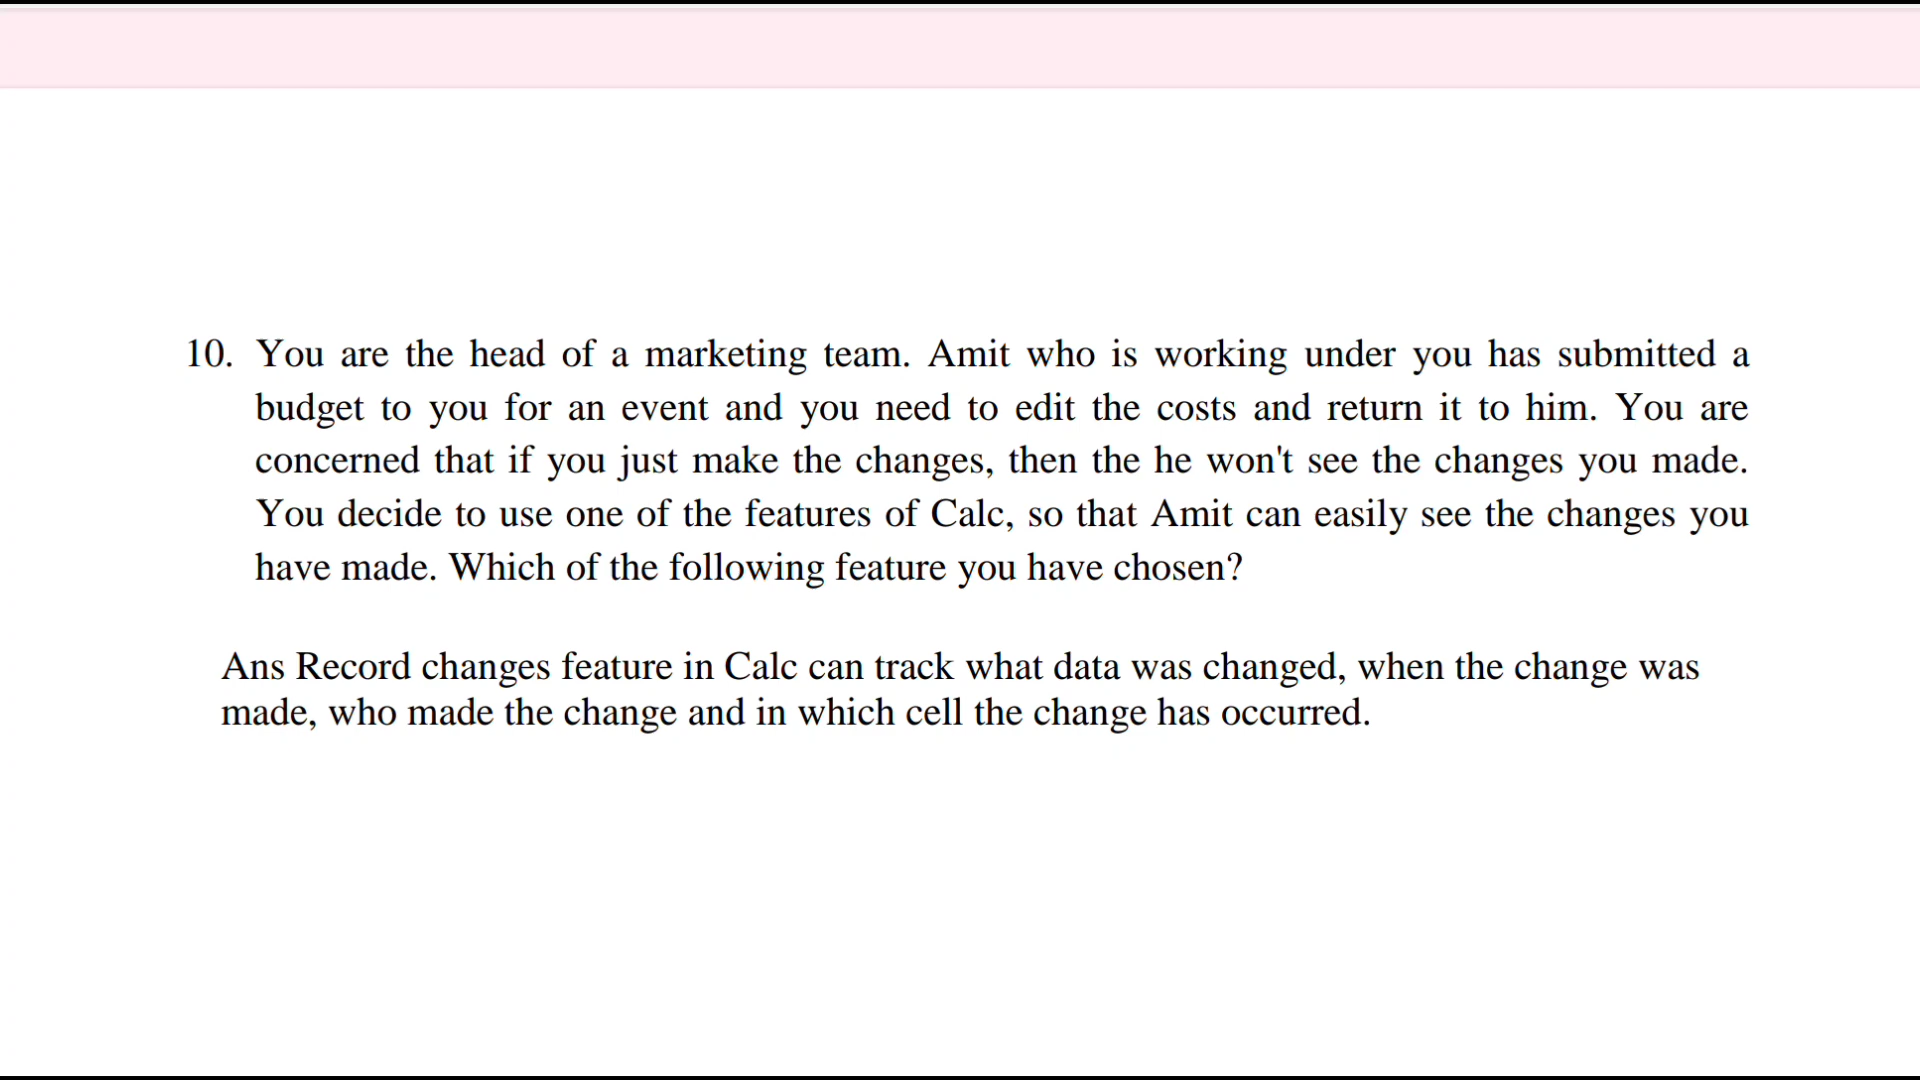 10. You are the head of a marketing team. Amit who is working under you has submitted a
budget to you for an event and you need to edit the costs and return it to him. You are
concerned that if you just make the changes, then the he won't see the changes you made.
You decide to use one of the features of Calc, so that Amit can easily see the changes you
have made. Which of the following feature you have chosen?
Ans Record changes feature in Calc can track what data was changed, when the change was
made, who made the change and in which cell the change has occurred.